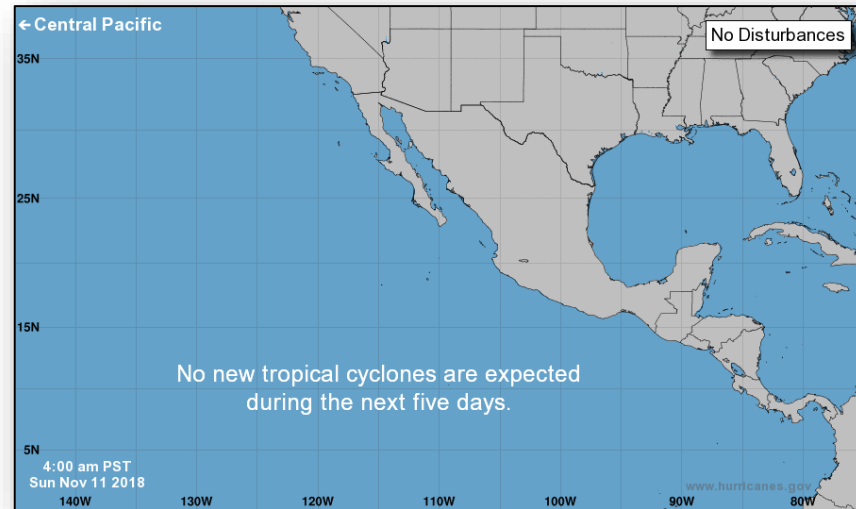 ← Central Pacific
No Disturbances
35N
25N
15N
No new tropical cyclones are expected
during the next five days.
5N
4:00 am PST
Sun Nov 11 2018
www.hurricanes.gov
140W 130W 120W 110W 100W 90W 80W